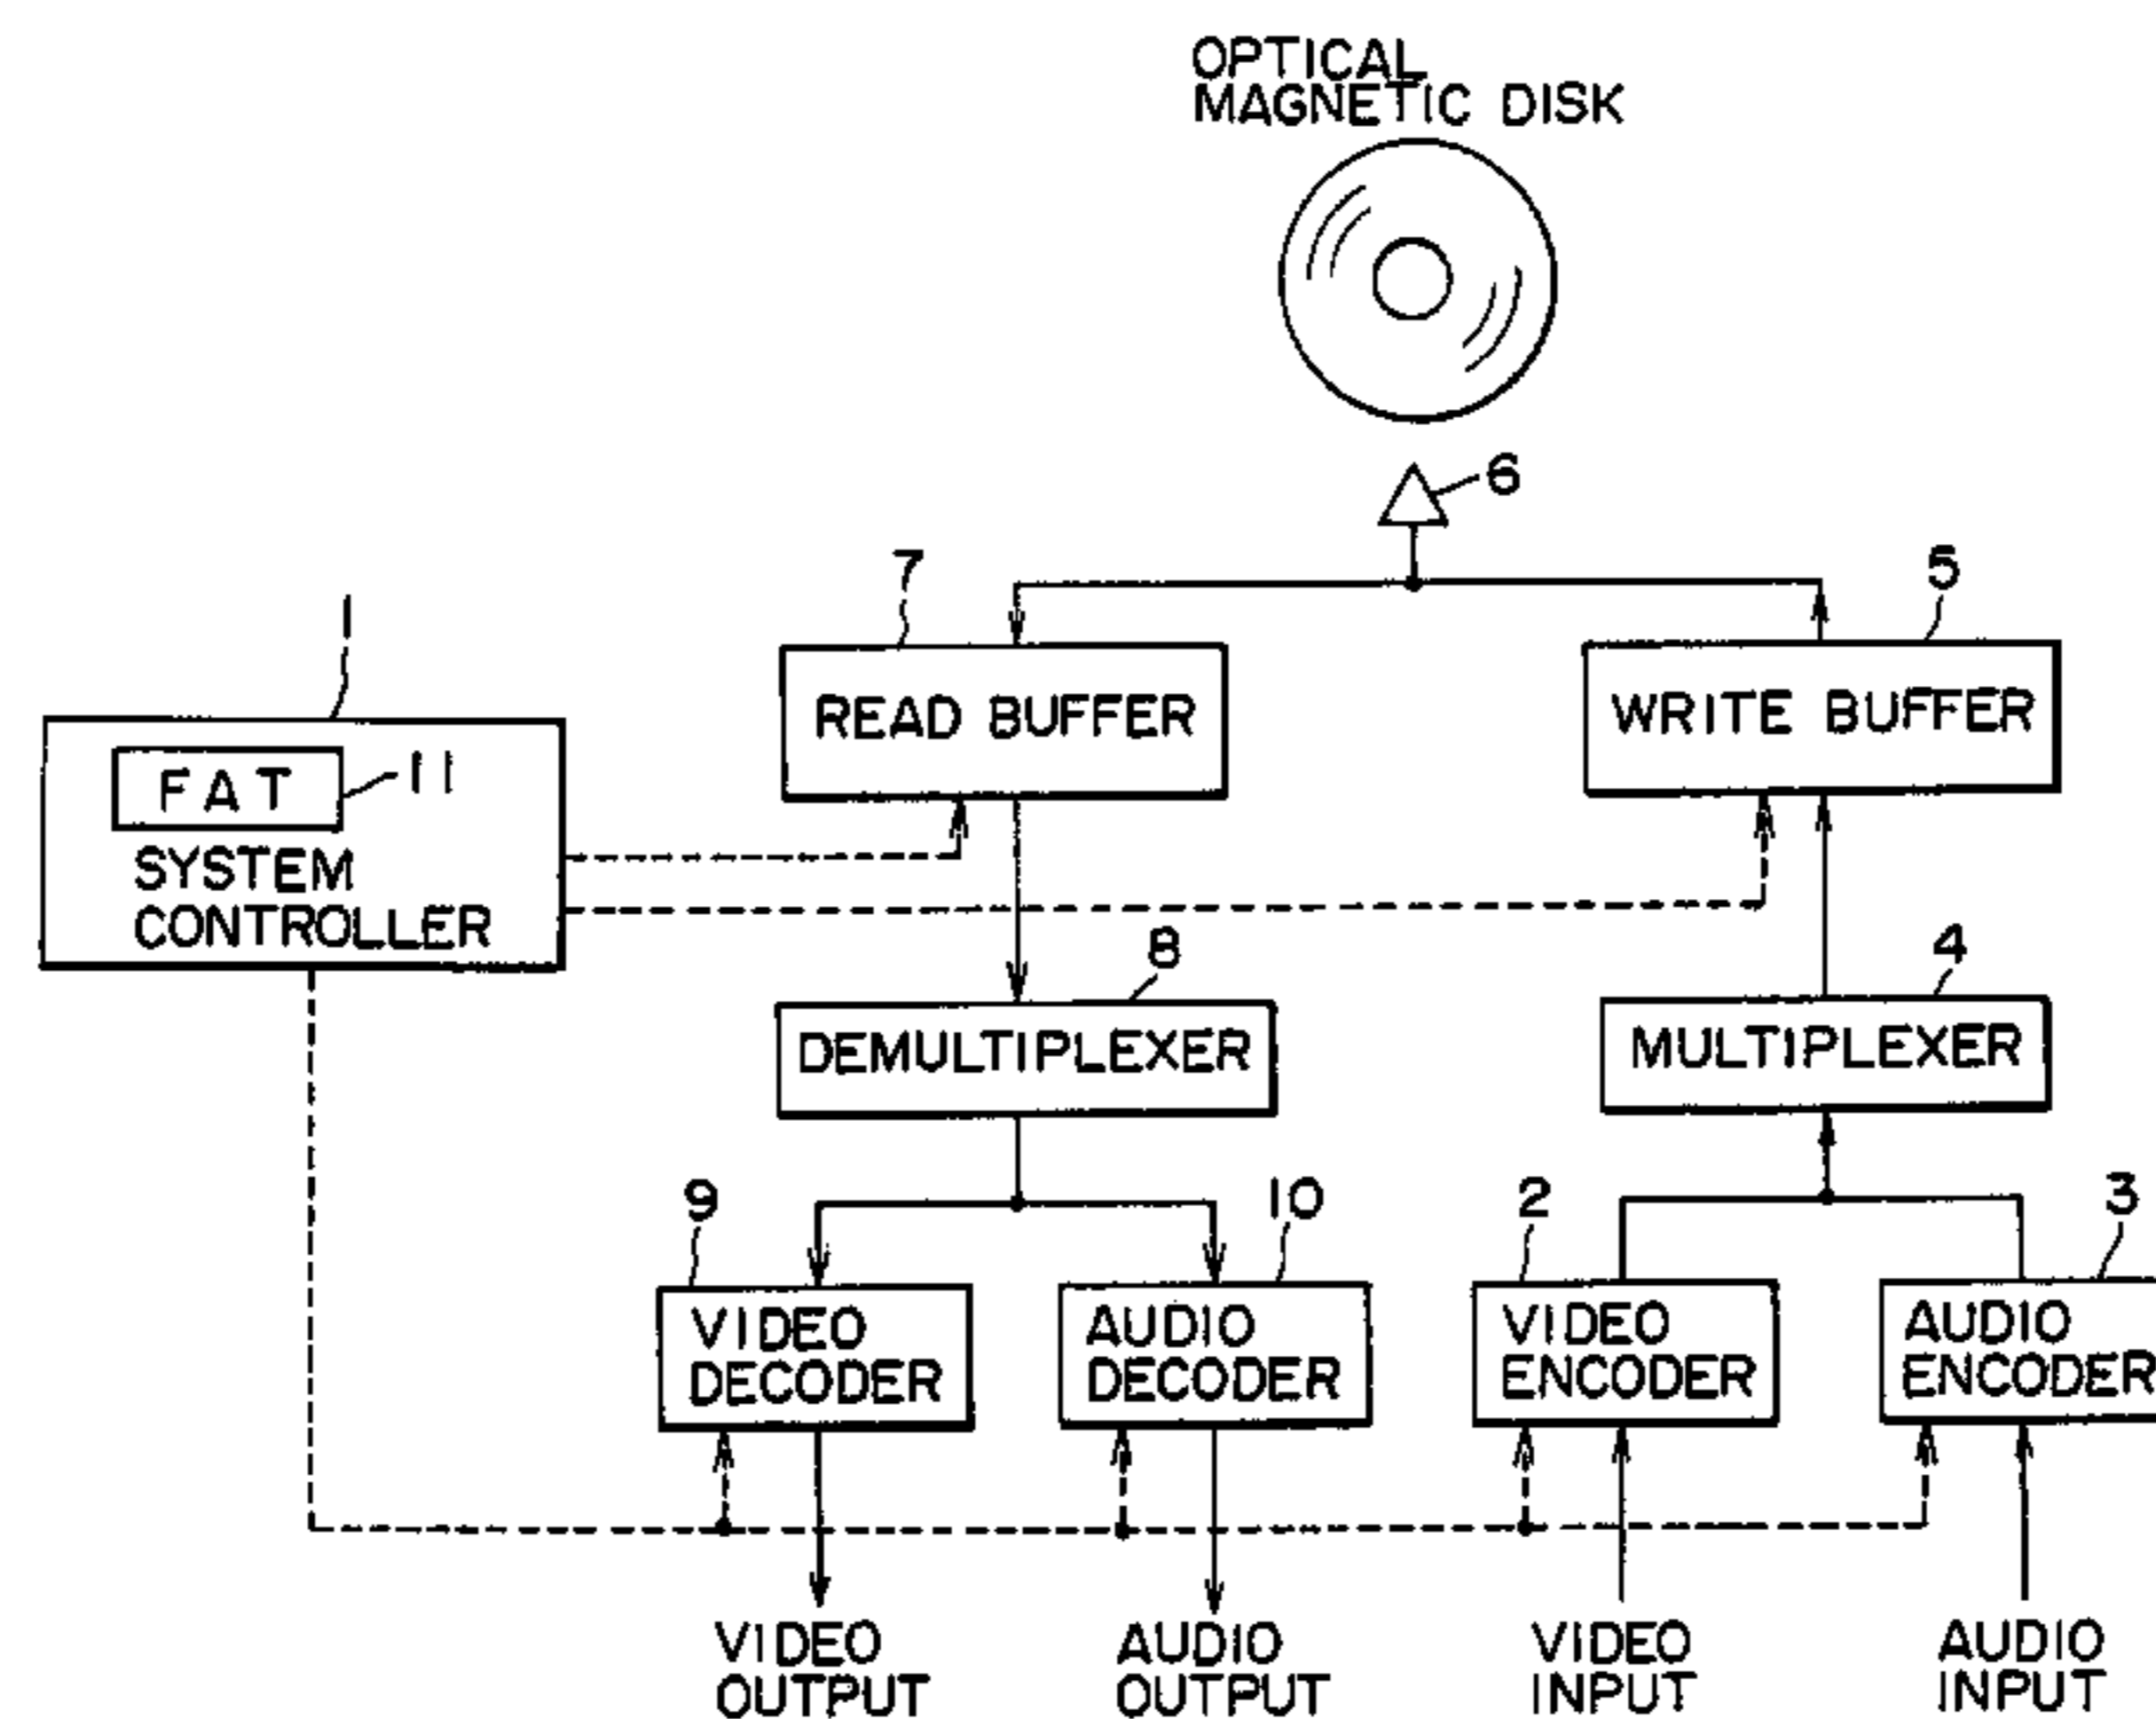 OPTICAL
MAGNETIC DISK
6
7
5
1
READ BUFFER
WRITE BUFFER
FAT
11
SYSTEM
CONTROLLER
8
4
DEMULTIPLEXER
MULTIPLEXER
9
10
2
3
VIDEO
DECODER
AUDIO
DECODER
VIDEO
ENCODER
AUDIO
ENCODER
VIDEO
OUTPUT
AUDIO
OUTPUT
VIDEO
INPUT
AUDIO
INPUT